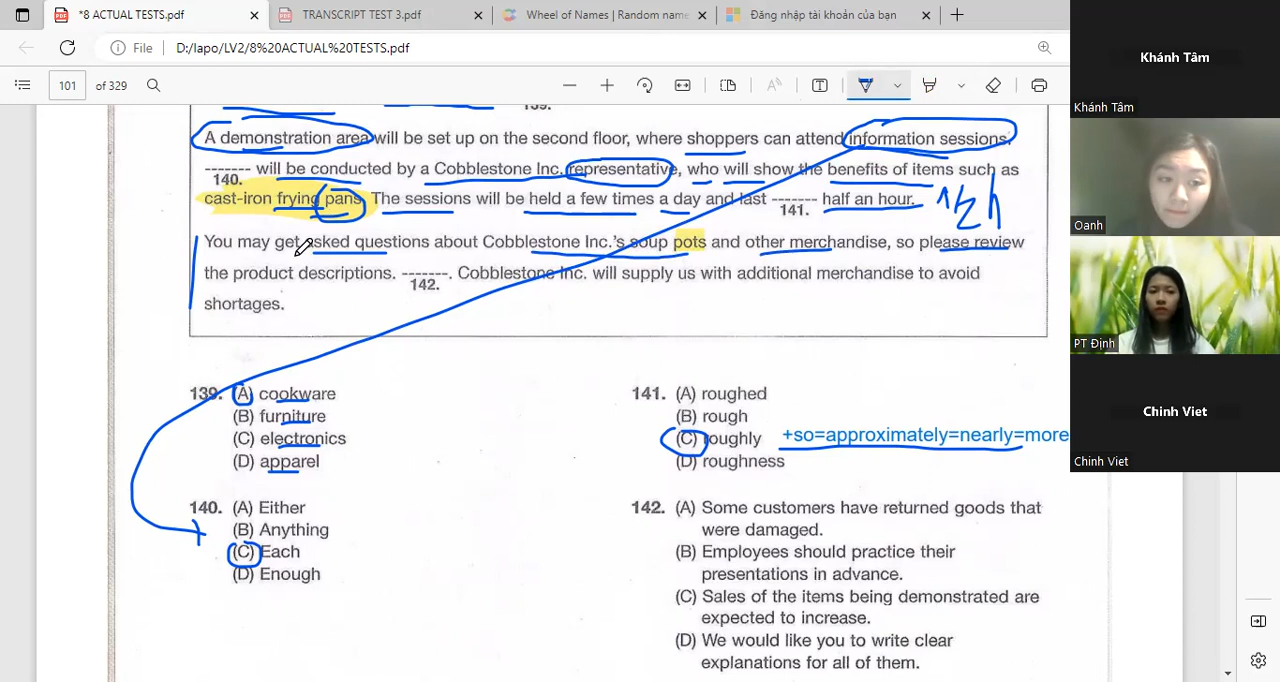 *8 ACTUAL TESTS.pdf
TRANSCRIPT TEST 3.pdf
Wheel of Names | Random name
Đăng nhập tài khoản của bạn
File
D:/lapo/LV2/8%20ACTUAL%20TESTS.pdf
101 of 329
139.
A demonstration area will be set up on the second floor, where shoppers can attend information sessions.
------- will be conducted by a Cobblestone Inc. representative, who will show the benefits of items such as
140.
cast-iron frying pans. The sessions will be held a few times a day and last ------- half an hour. 1/2 h
141.
You may get asked questions about Cobblestone Inc.'s soup pots and other merchandise, so please review
the product descriptions. -------. Cobblestone Inc. will supply us with additional merchandise to avoid
142.
shortages.
139. (A) cookware
(B) furniture
(C) electronics
(D) apparel
140. (A) Either
(B) Anything
(C) Each
(D) Enough
141. (A) roughed
(B) rough
(C) roughly +so=approximately=nearly=more
(D) roughness
142. (A) Some customers have returned goods that
were damaged.
(B) Employees should practice their
presentations in advance.
(C) Sales of the items being demonstrated are
expected to increase.
(D) We would like you to write clear
explanations for all of them.
Khánh Tâm
Khánh Tâm
Oanh
PT Định
Chinh Viet
Chinh Viet